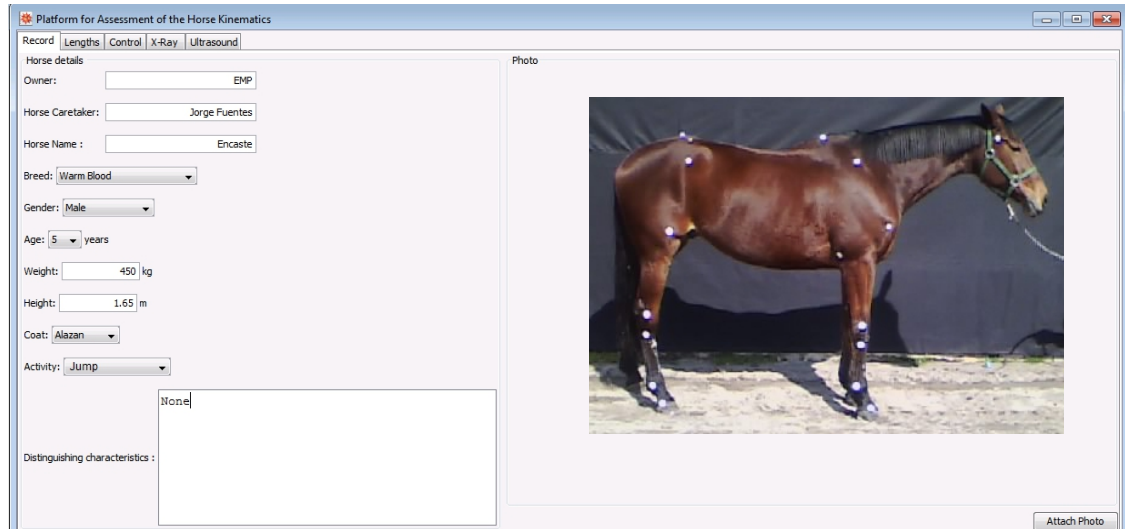 Platform for Assessment of the Horse Kinematics
Record Lengths Control X-Ray Ultrasound
Horse details
Owner: EMP
Horse Caretaker: Jorge Fuentes
Horse Name : Encaste
Breed: Warm Blood
Gender: Male
Age: 5 years
Weight: 450 kg
Height: 1.65 m
Coat: Alazan
Activity: Jump
Distinguishing characteristics : None
Photo
Attach Photo